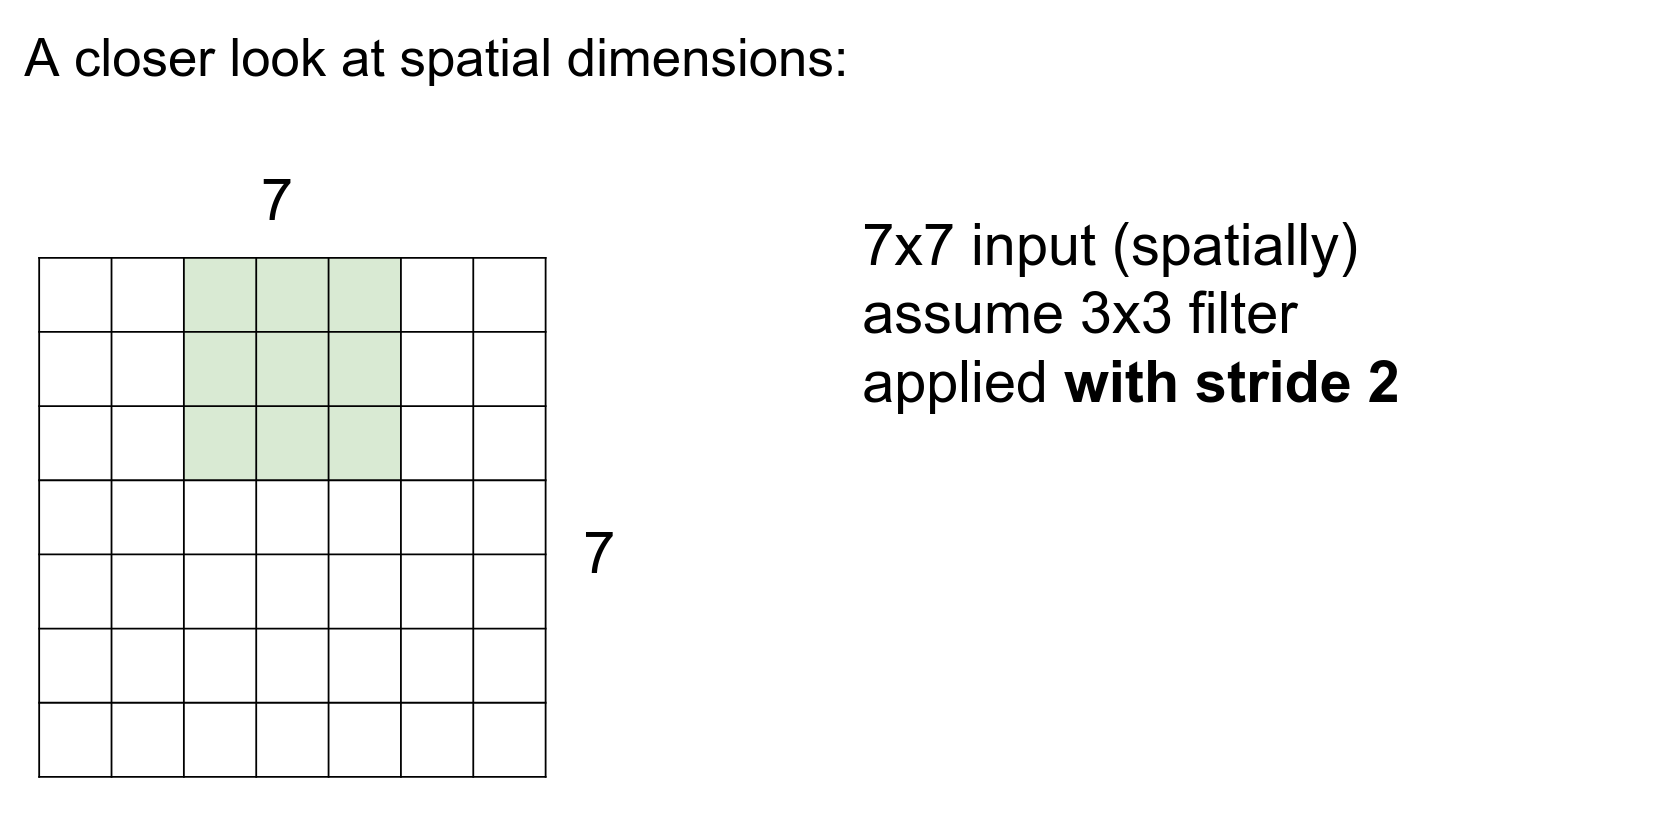 A closer look at spatial dimensions:
7
7x7 input (spatially)
assume 3x3 filter
applied with stride 2
7